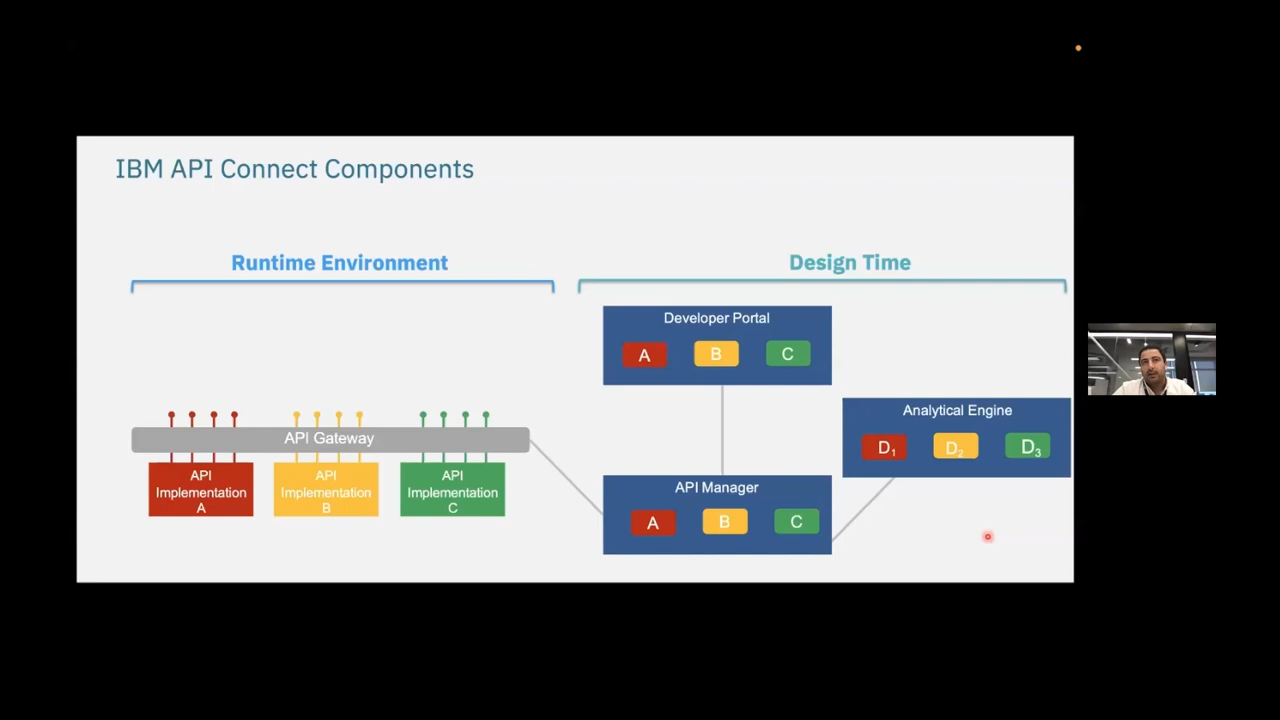 IBM API Connect Components
Runtime Environment
Design Time
Developer Portal
A B C
Analytical Engine
D₁ D₂ D₃
API Gateway
API
Implementation
A
API
Implementation
B
API
Implementation
C
API Manager
A B C